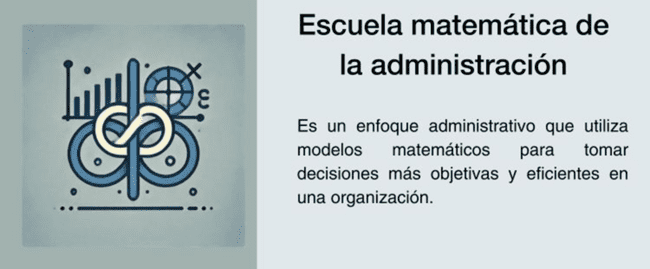 Escuela matemática de
la administración
Es un enfoque administrativo que utiliza
modelos matemáticos para tomar
decisiones más objetivas y eficientes en
una organización.
X
ε